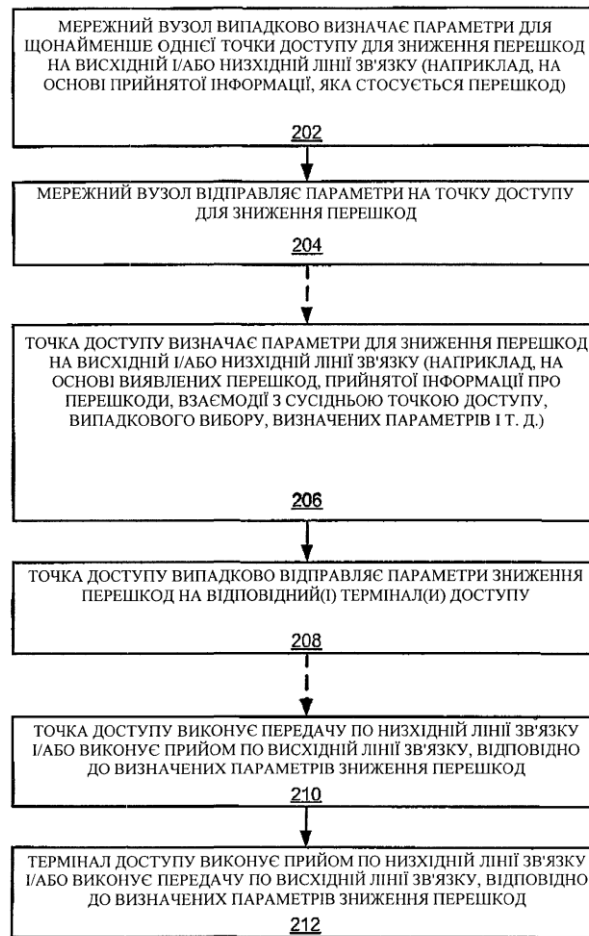 МЕРЕЖНИЙ ВУЗОЛ ВИПАДКОВО ВИЗНАЧАЄ ПАРАМЕТРИ ДЛЯ
ЩОНАЙМЕНШЕ ОДНІЄЇ ТОЧКИ ДОСТУПУ ДЛЯ ЗНИЖЕННЯ ПЕРЕШКОД
НА ВИСХІДНІЙ І/АБО НИЗХІДНІЙ ЛІНІЇ ЗВ'ЯЗКУ (НАПРИКЛАД, НА
ОСНОВІ ПРИЙНЯТОЇ ІНФОРМАЦІЇ, ЯКА СТОСУЄТЬСЯ ПЕРЕШКОД)
202
МЕРЕЖНИЙ ВУЗОЛ ВІДПРАВЛЯЄ ПАРАМЕТРИ НА ТОЧКУ ДОСТУПУ
ДЛЯ ЗНИЖЕННЯ ПЕРЕШКОД
204
ТОЧКА ДОСТУПУ ВИЗНАЧАЄ ПАРАМЕТРИ ДЛЯ ЗНИЖЕННЯ ПЕРЕШКОД
НА ВИСХІДНІЙ І/АБО НИЗХІДНІЙ ЛІНІЇ ЗВ'ЯЗКУ (НАПРИКЛАД, НА
ОСНОВІ ВИЯВЛЕНИХ ПЕРЕШКОД, ПРИЙНЯТОЇ ІНФОРМАЦІЇ ПРО
ПЕРЕШКОДИ, ВЗАЄМОДІЇ З СУСІДНЬОЮ ТОЧКОЮ ДОСТУПУ,
ВИПАДКОВОГО ВИБОРУ, ВИЗНАЧЕНИХ ПАРАМЕТРІВ І Т. Д.)
206
ТОЧКА ДОСТУПУ ВИПАДКОВО ВІДПРАВЛЯЄ ПАРАМЕТРИ ЗНИЖЕННЯ
ПЕРЕШКОД НА ВІДПОВІДНИЙ(І) ТЕРМІНАЛ(И) ДОСТУПУ
208
ТОЧКА ДОСТУПУ ВИКОНУЄ ПЕРЕДАЧУ ПО НИЗХІДНІЙ ЛІНІЇ ЗВ'ЯЗКУ
І/АБО ВИКОНУЄ ПРИЙОМ ПО ВИСХІДНІЙ ЛІНІЇ ЗВ'ЯЗКУ, ВІДПОВІДНО
ДО ВИЗНАЧЕНИХ ПАРАМЕТРІВ ЗНИЖЕННЯ ПЕРЕШКОД
210
ТЕРМІНАЛ ДОСТУПУ ВИКОНУЄ ПРИЙОМ ПО НИЗХІДНІЙ ЛІНІЇ ЗВ'ЯЗКУ
І/АБО ВИКОНУЄ ПЕРЕДАЧУ ПО ВИСХІДНІЙ ЛІНІЇ ЗВ'ЯЗКУ, ВІДПОВІДНО
ДО ВИЗНАЧЕНИХ ПАРАМЕТРІВ ЗНИЖЕННЯ ПЕРЕШКОД
212